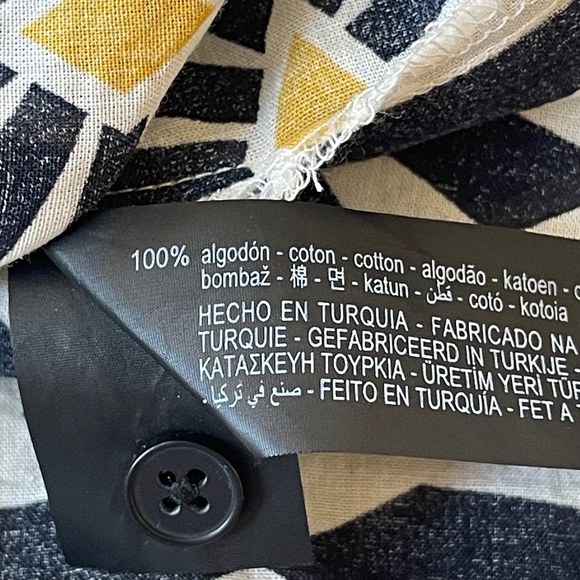 100% algodón - coton - cotton - algodão - katoen -
bombaž - 棉 - 면 - katun - قطن - cotó - kotoia
HECHO EN TURQUIA - FABRICADO NA
TURQUIE - GEFABRICEERD IN TURKIJE -
ΚΑΤΑΣΚΕΥΗ ΤΟΥΡΚΙΑ - ÜRETİM YERİ
صنع في تركيا - FEITO EN TURQUÍA - FET A